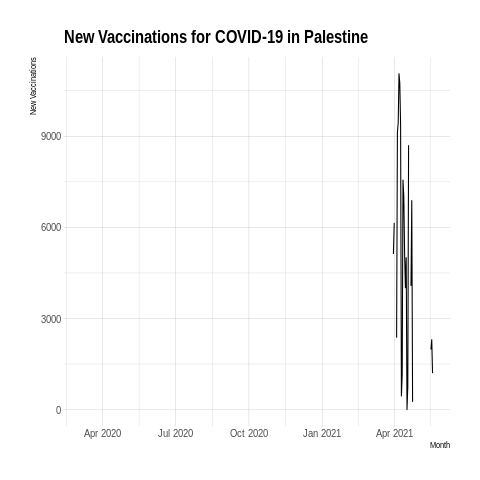 New Vaccinations for COVID-19 in Palestine
New Vaccinations
9000
6000
3000
0
Apr 2020 Jul 2020 Oct 2020 Jan 2021 Apr 2021
Month